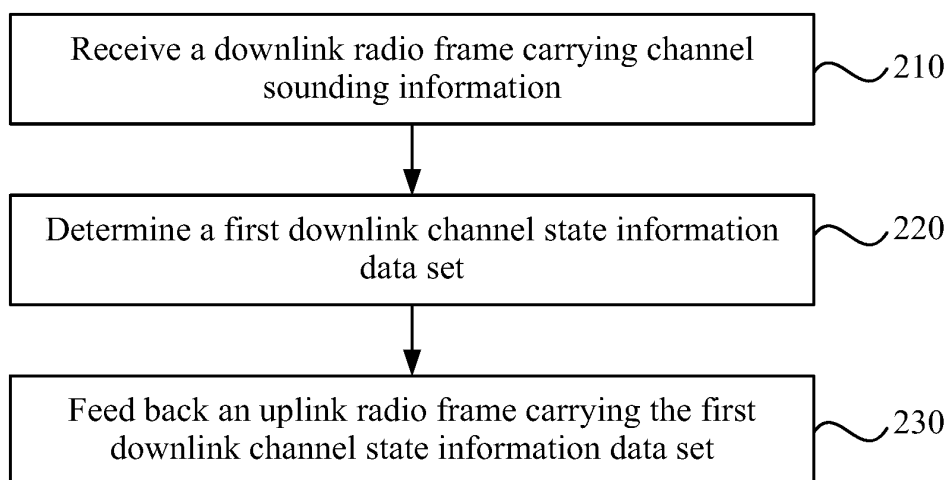 Receive a downlink radio frame carrying channel
sounding information
210
Determine a first downlink channel state information
data set
220
Feed back an uplink radio frame carrying the first
downlink channel state information data set
230